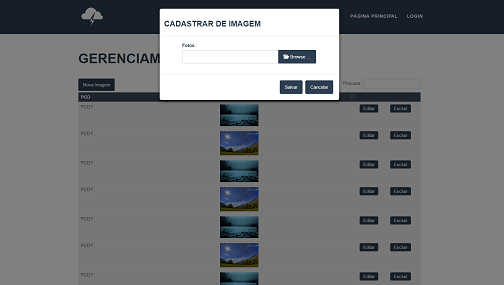 PÁGINA PRINCIPAL LOGIN
CADASTRAR DE IMAGEM
Fotos:
Browse ...
Salvar Cancelar
GERENCIAM
Nova Imagem Procurar
PCD
PCD1 Editar Excluir
PCD1 Editar Excluir
PCD1 Editar Excluir
PCD1 Editar Excluir
PCD1 Editar Excluir
PCD1 Editar Excluir
PCD1 Editar Excluir